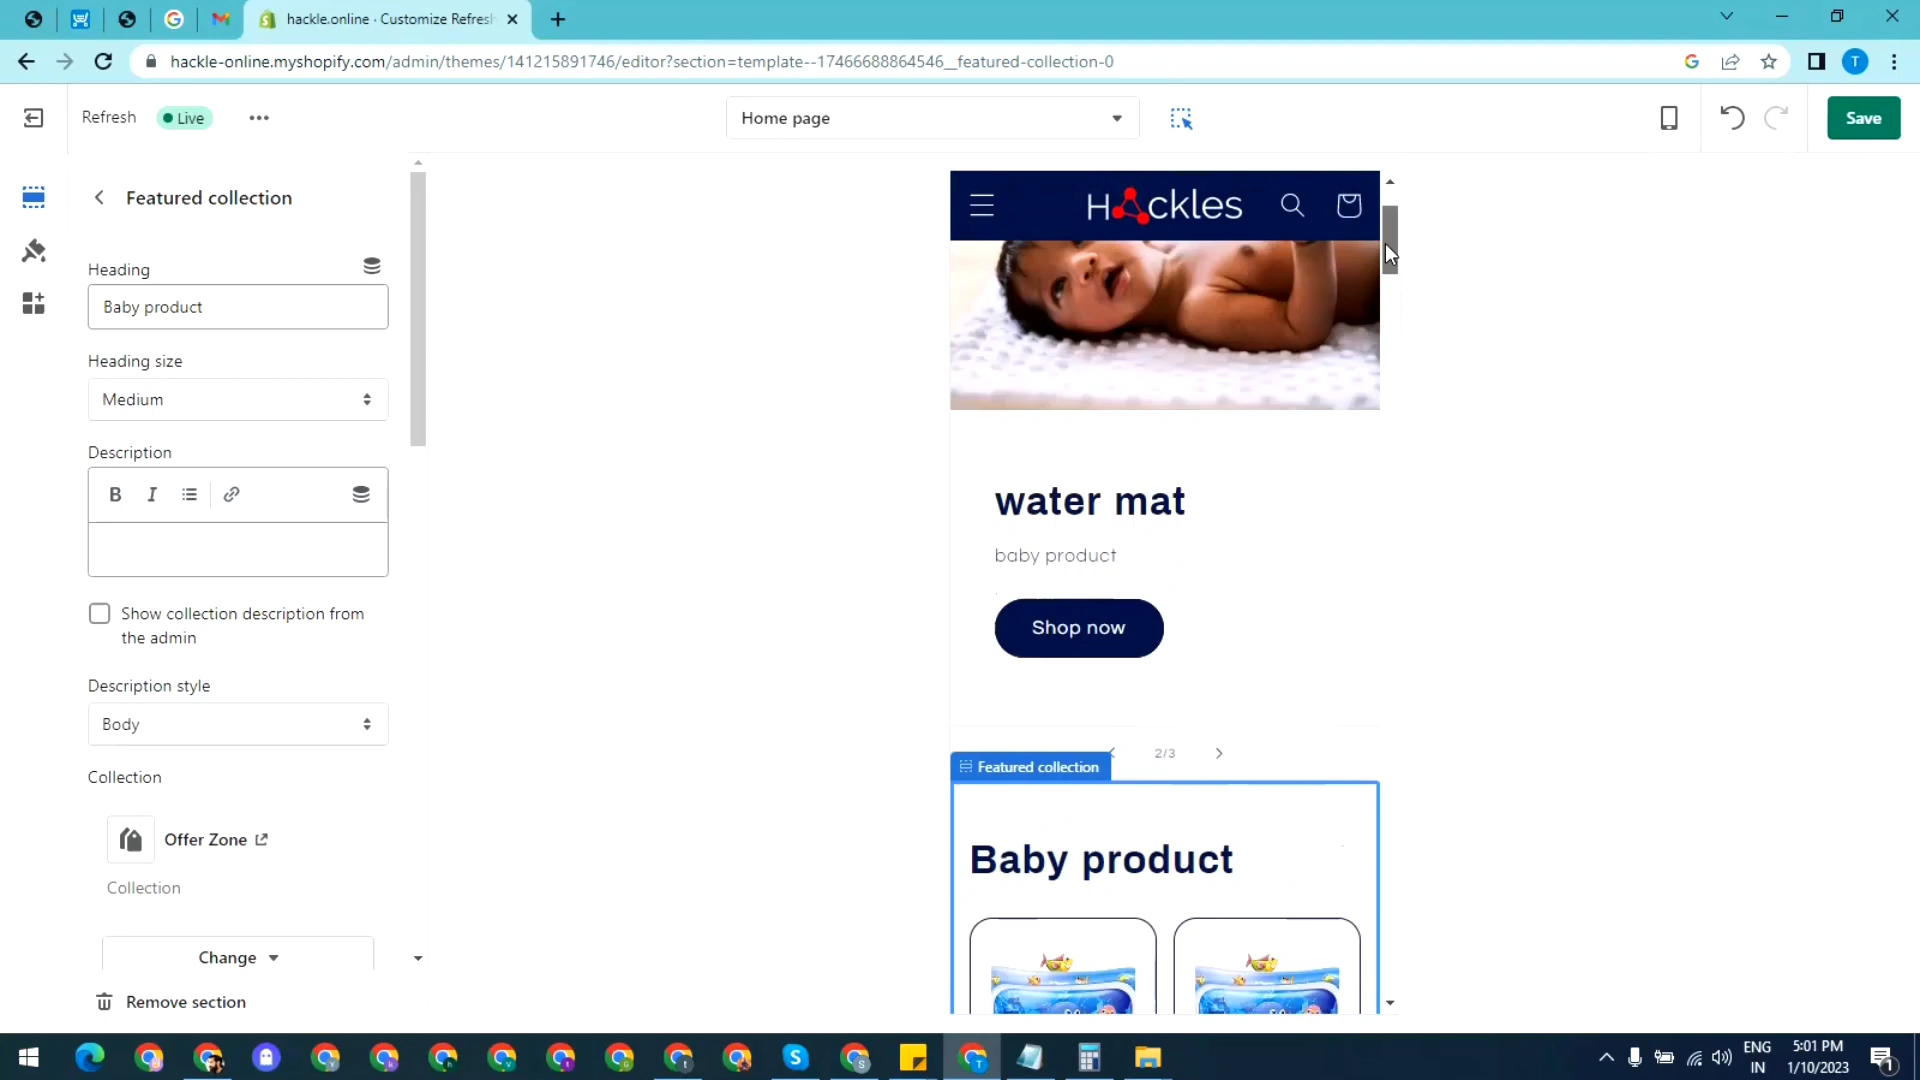 hackle.online · Customize Refresh
hackle-online.myshopify.com/admin/themes/141215891746/editor?section=template--17466688864546__featured-collection-0
T
Refresh
Live
Home page
Save
Featured collection
Heading
Baby product
Heading size
Medium
Description
B I
Show collection description from
the admin
Description style
Body
Collection
Offer Zone
Collection
Change
Remove section
Hackles
water mat
baby product
Shop now
2/3
Featured collection
Baby product
ENG
IN
5:01 PM
1/10/2023
1